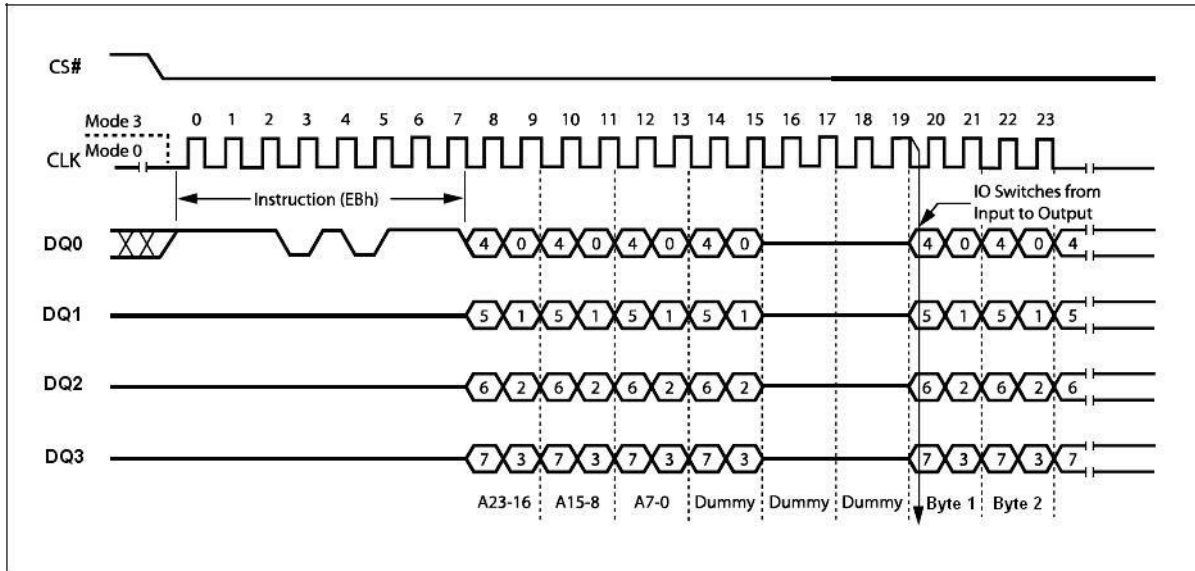 CS#
Mode 3
0 1 2 3 4 5 6 7 8 9 10 11 12 13 14 15 16 17 18 19 20 21 22 23
CLK
Mode 0
Instruction (EBh)
IO Switches from
Input to Output
DQ0
4 0 4 0 4 0 4 0 4 0 4 0 4
DQ1
5 1 5 1 5 1 5 1 5 1 5 1 5
DQ2
6 2 6 2 6 2 6 2 6 2 6 2 6
DQ3
7 3 7 3 7 3 7 3 7 3 7 3 7
A23-16 A15-8 A7-0 Dummy Dummy Dummy Byte 1 Byte 2